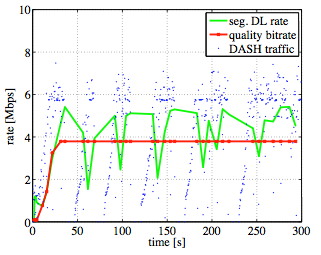 10
8
6
4
2
0
rate [Mbps]
0
50
100
150
200
250
300
time [s]
seg. DL rate
quality bitrate
DASH traffic